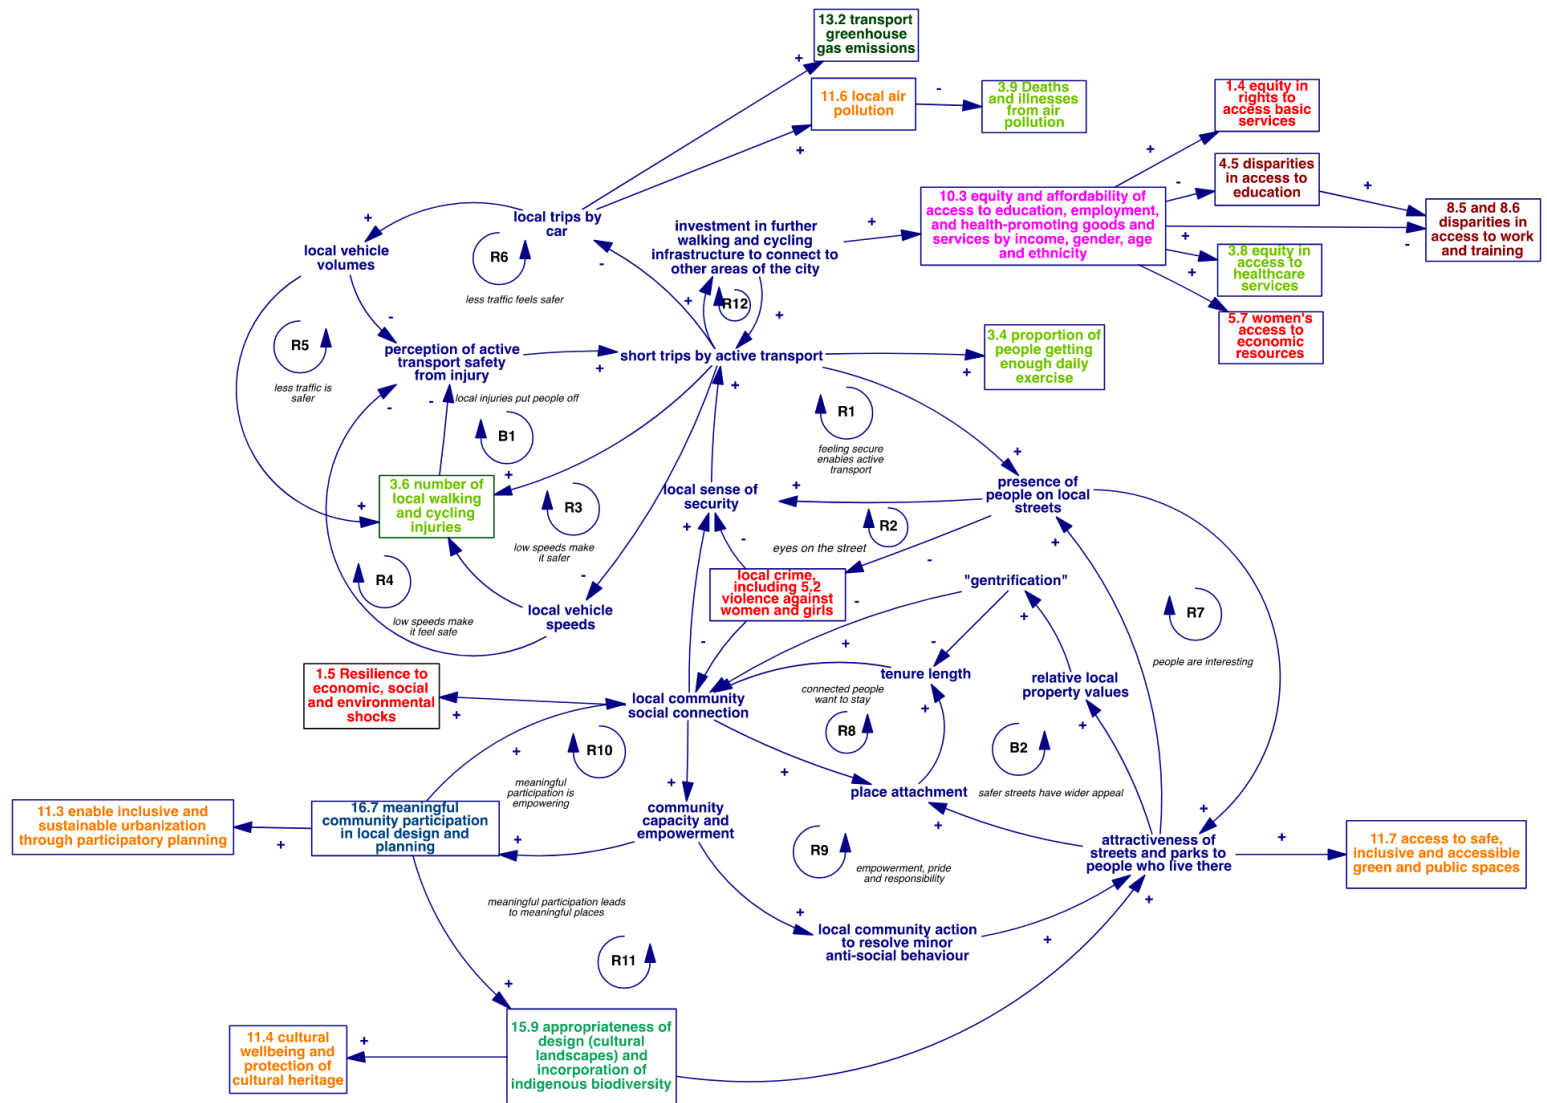 13.2 transport
greenhouse
gas emissions
+
11.6 local air
pollution
-
3.9 Deaths
and illnesses
from air
pollution
+
1.4 equity in
rights to
access basic
services
+
4.5 disparities
in access to
education
-
+
10.3 equity and affordability of
access to education, employment,
and health-promoting goods and
services by income, gender, age
and ethnicity
8.5 and 8.6
disparities in
access to work
and training
-
+
3.8 equity in
access to
healthcare
services
+
5.7 women's
access to
economic
resources
local trips by
car
+
investment in further
walking and cycling
infrastructure to connect to
other areas of the city
+
local vehicle
volumes
R6
less traffic feels safer
-
+
R12
+
-
R5
less traffic is
safer
perception of active
transport safety
from injury
+
short trips by active transport
+
3.4 proportion of
people getting
enough daily
exercise
+
-
-
local injuries put people off
B1
R1
feeling secure
enables active
transport
+
3.6 number of
local walking
and cycling
injuries
+
+
R3
low speeds make
it safer
local sense of
security
+
presence of
people on local
streets
R2
eyes on the street
+
-
-
+
R4
low speeds make
it feel safe
-
local vehicle
speeds
local crime,
including 5.2
violence against
women and girls
-
"gentrification"
-
+
+
-
R7
people are interesting
1.5 Resilience to
economic, social
and environmental
shocks
+
local community
social connection
tenure length
connected people
want to stay
R8
+
relative local
property values
+
B2
safer streets have wider appeal
R10
meaningful
participation is
empowering
+
+
+
place attachment
+
+
11.3 enable inclusive and
sustainable urbanization
through participatory planning
+
16.7 meaningful
community participation
in local design and
planning
+
community
capacity and
empowerment
R9
empowerment, pride
and responsibility
attractiveness of
streets and parks to
people who live there
+
11.7 access to safe,
inclusive and accessible
green and public spaces
+
meaningful participation leads
to meaningful places
+
local community action
to resolve minor
anti-social behaviour
+
R11
+
11.4 cultural
wellbeing and
protection of
cultural heritage
+
15.9 appropriateness of
design (cultural
landscapes) and
incorporation of
indigenous biodiversity